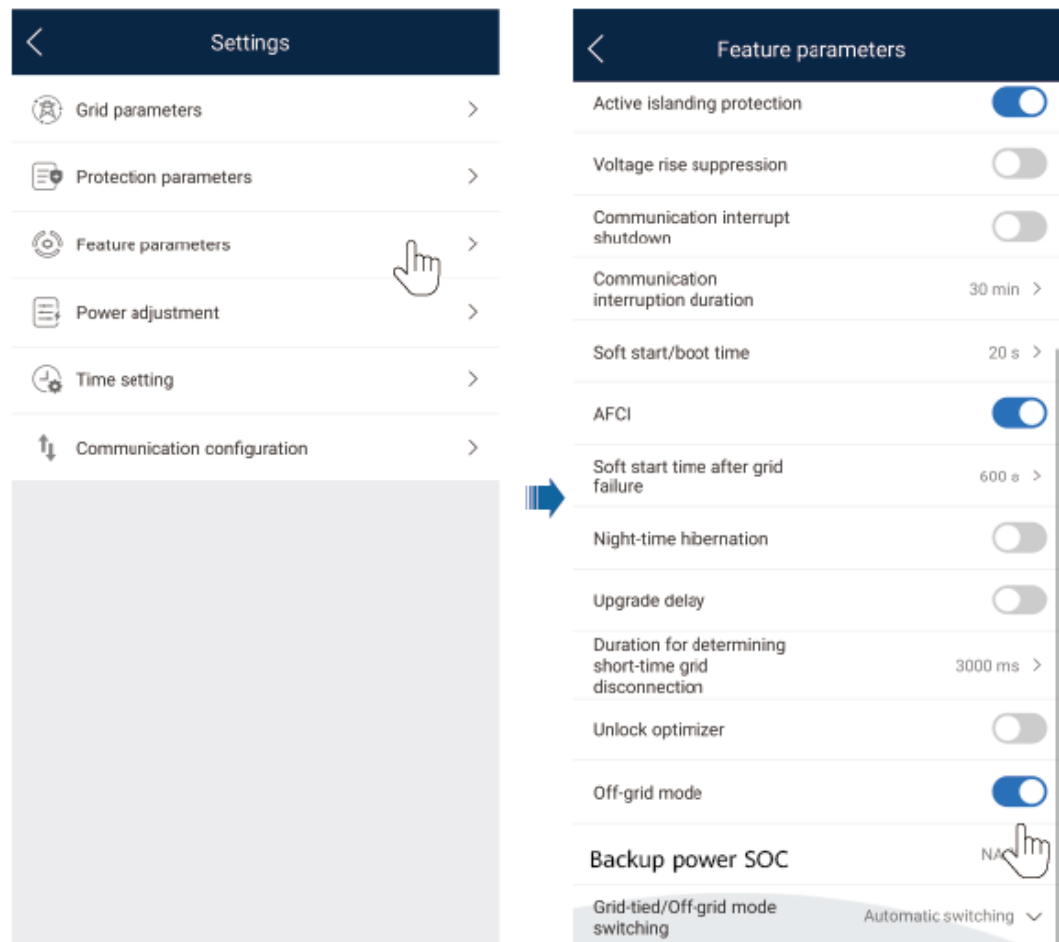 Settings
Grid parameters
Protection parameters
Feature parameters
Power adjustment
Time setting
Communication configuration
Feature parameters
Active islanding protection
Voltage rise suppression
Communication interrupt
shutdown
Communication
interruption duration
30 min
Soft start/boot time
20 s
AFCI
Soft start time after grid
failure
600 s
Night-time hibernation
Upgrade delay
Duration for determining
short-time grid
disconnection
3000 ms
Unlock optimizer
Off-grid mode
Backup power SOC
NA
Grid-tied/Off-grid mode
switching
Automatic switching